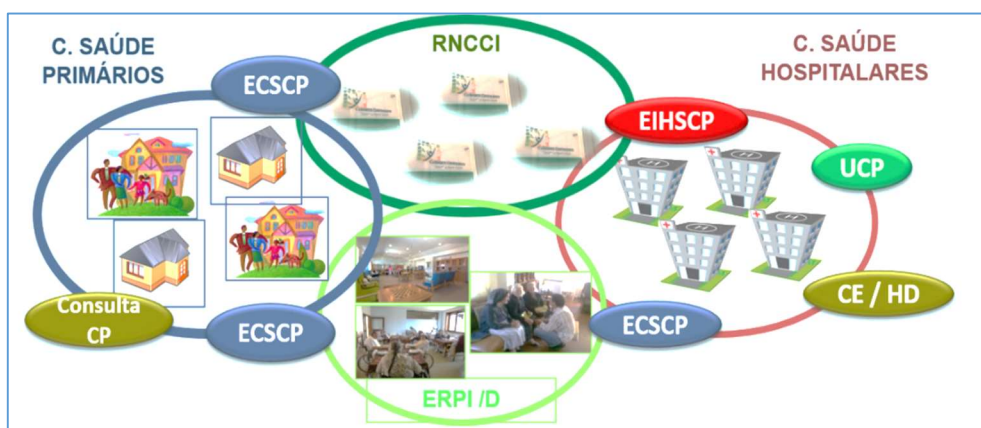 C. SAÚDE
PRIMÁRIOS
RNCCI
C. SAÚDE
HOSPITALARES
ECSCP
EIHSCP
UCP
Consulta
CP
ECSCP
ECSCP
CE / HD
ERPI /D